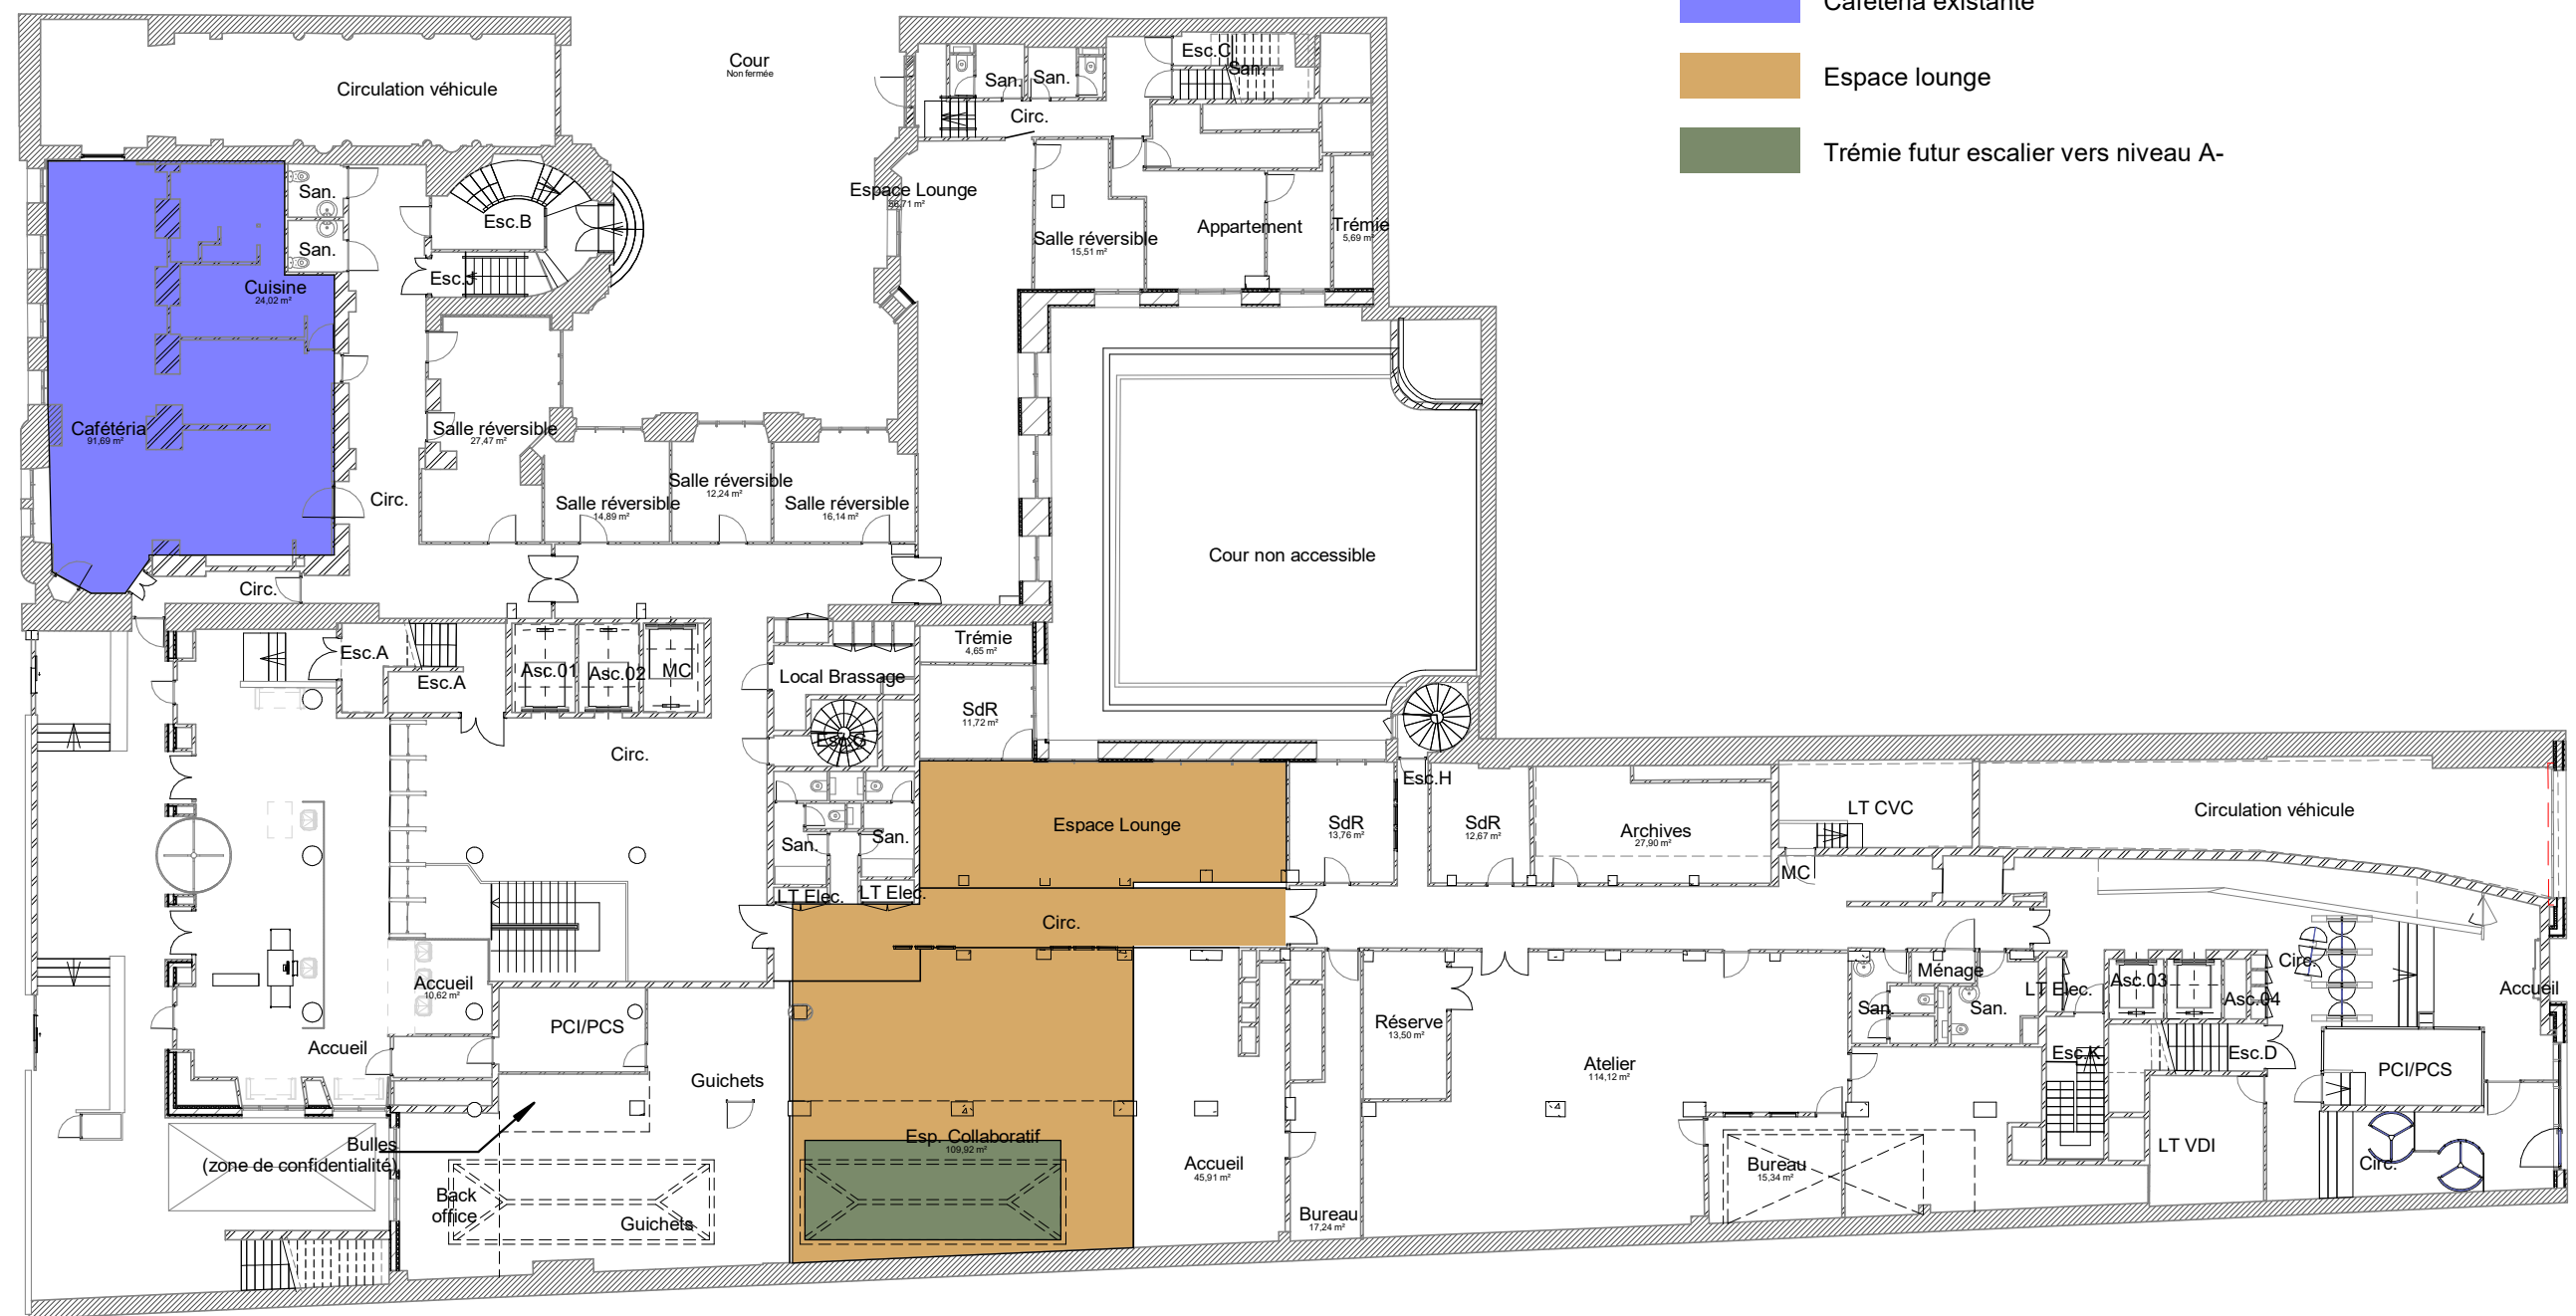 Cafétéria existante
Cour
Non fermée
Esc.C
San.
San.
San.
Espace lounge
Circulation véhicule
Circ.
Trémie futur escalier vers niveau A-
San.
Espace Lounge
Esc.B
Appartement
Trémie
5,69 m²
Salle réversible
15,51 m²
San.
Esc.J
Cuisine
24,02 m²
Cafétéria
91,69 m²
Salle réversible
27,47 m²
Salle réversible
12,24 m²
Circ.
Salle réversible
14,89 m²
Salle réversible
16,14 m²
Cour non accessible
Circ.
Trémie
4,65 m²
Esc.A
Esc.A
Asc.01
Asc.02
MC
Local Brassage
SdR
11,72 m²
Circ.
Esc.H
Espace Lounge
SdR
13,76 m²
SdR
12,67 m²
Archives
27,90 m²
LT CVC
Circulation véhicule
San.
San.
MC
LT Elec.
LT Elec.
Circ.
Accueil
10,62 m²
Ménage
LT Elec.
Asc.03
Asc.04
Circ.
Accueil
PCI/PCS
Réserve
13,50 m²
San.
San.
Accueil
Guichets
Atelier
114,12 m²
Esc.K
Esc.D
PCI/PCS
Bulles
(zone de confidentialité)
Esp. Collaboratif
109,92 m²
Accueil
45,91 m²
Bureau
15,34 m²
LT VDI
Circ.
Back
office
Guichets
Bureau
17,24 m²